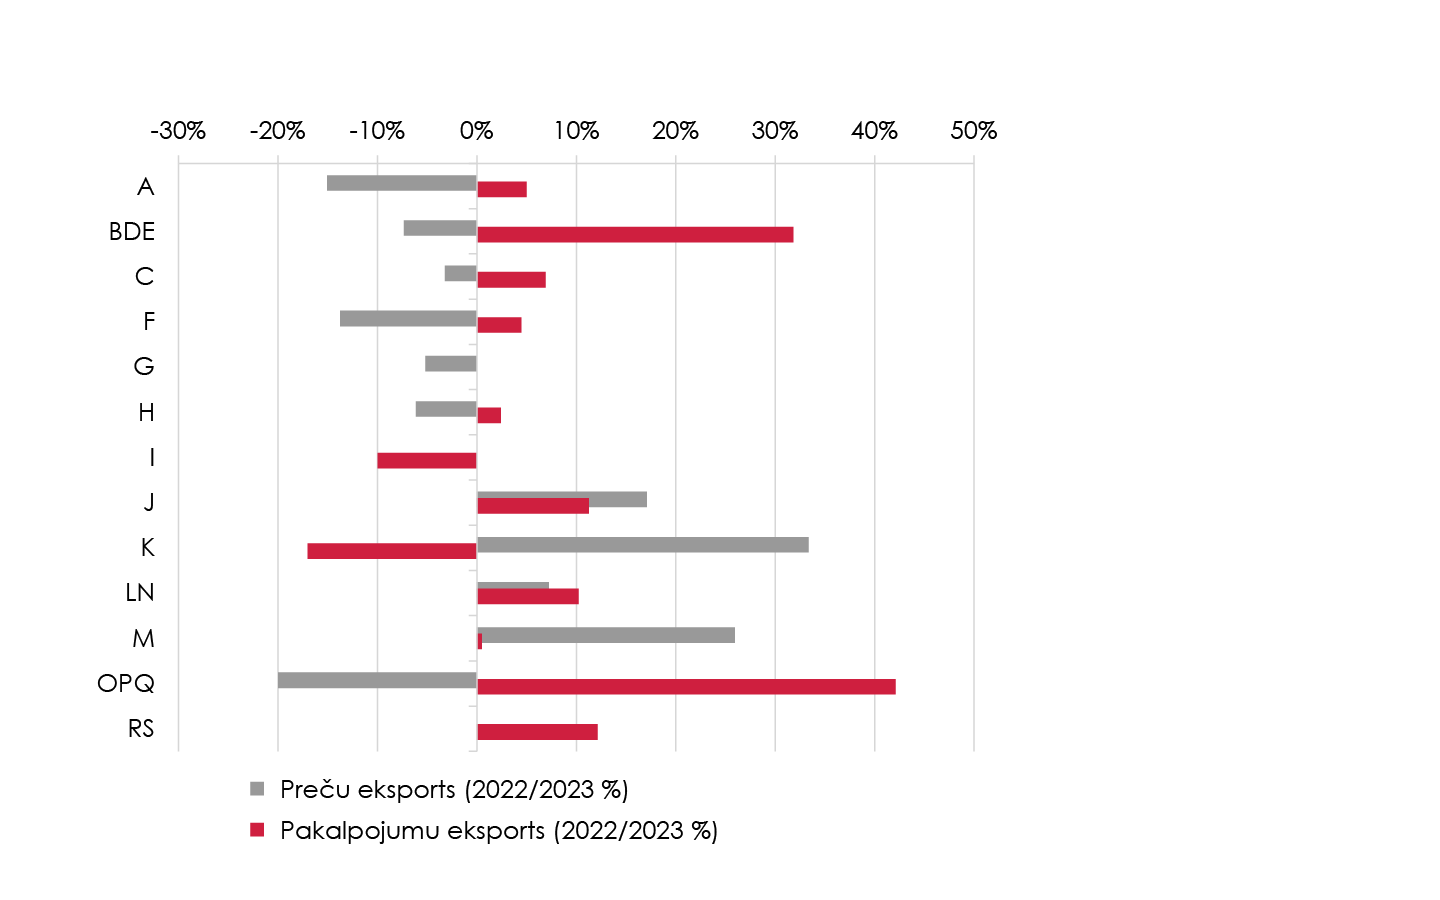 -30% -20% -10% 0% 10% 20% 30% 40% 50%
A
BDE
C
F
G
H
I
J
K
LN
M
OPQ
RS
Preču eksports (2022/2023 %)
Pakalpojumu eksports (2022/2023 %)